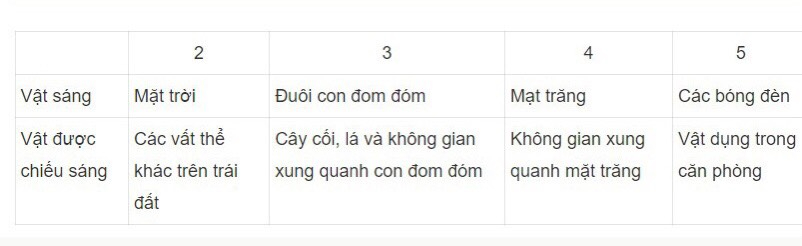 2 3 4 5
Vật sáng Mặt trời Đuôi con đom đóm Mạt trăng Các bóng đèn
Vật được Các vất thể Cây cối, lá và không gian Không gian xung Vật dụng trong
chiếu sáng khác trên trái xung quanh con đom đóm quanh mặt trăng căn phòng
đất